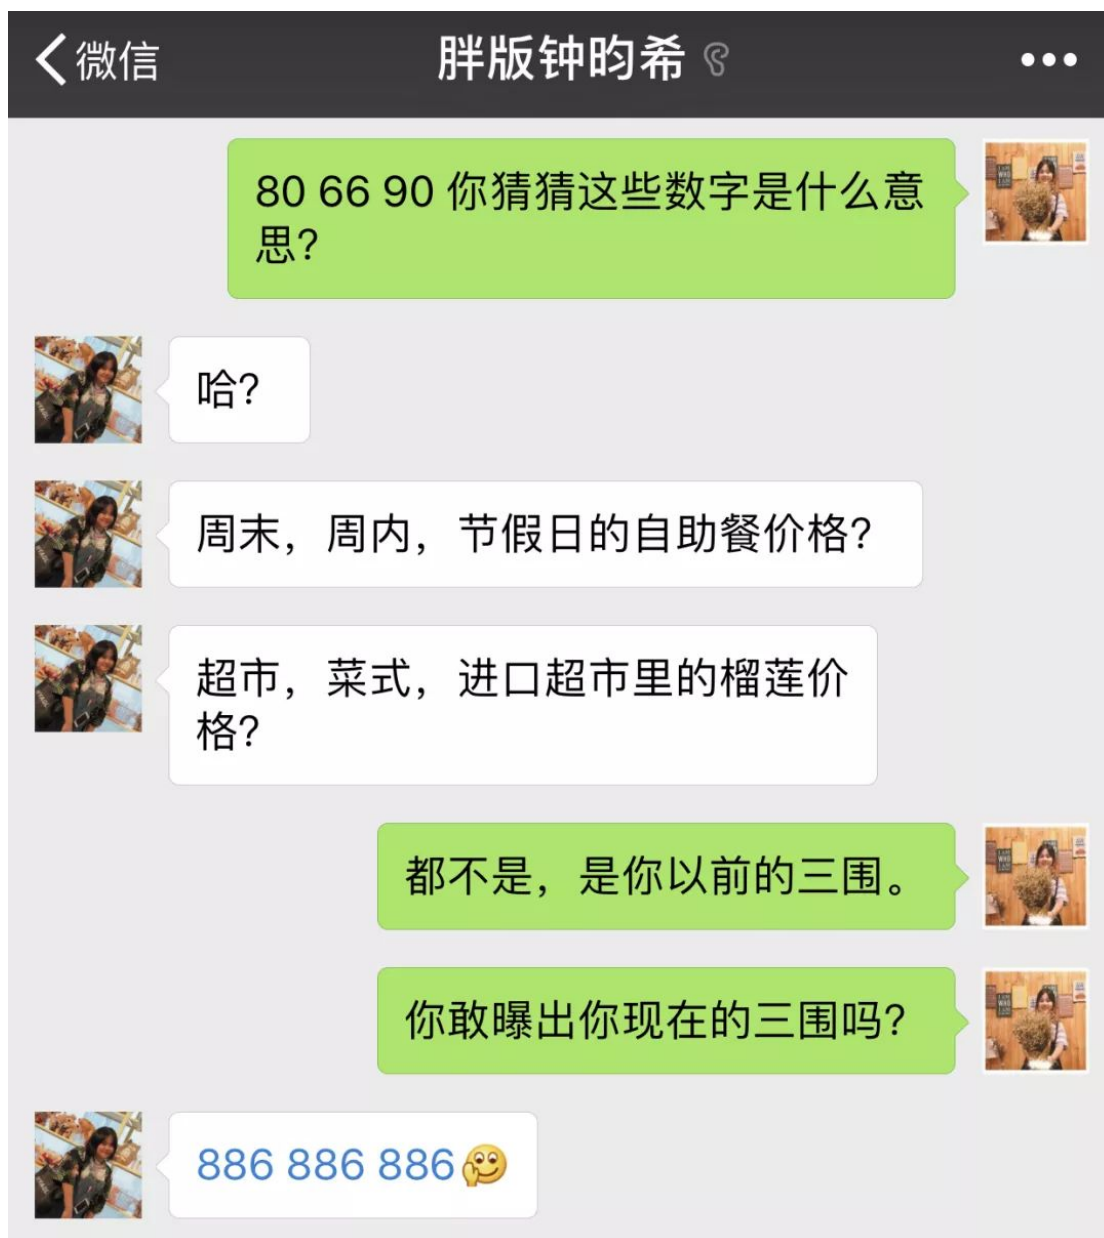 微信
胖版钟昀希
80 66 90 你猜猜这些数字是什么意
思?
哈?
周末，周内，节假日的自助餐价格?
超市，菜式，进口超市里的榴莲价
格?
都不是，是你以前的三围。
你敢曝出你现在的三围吗?
886 886 886